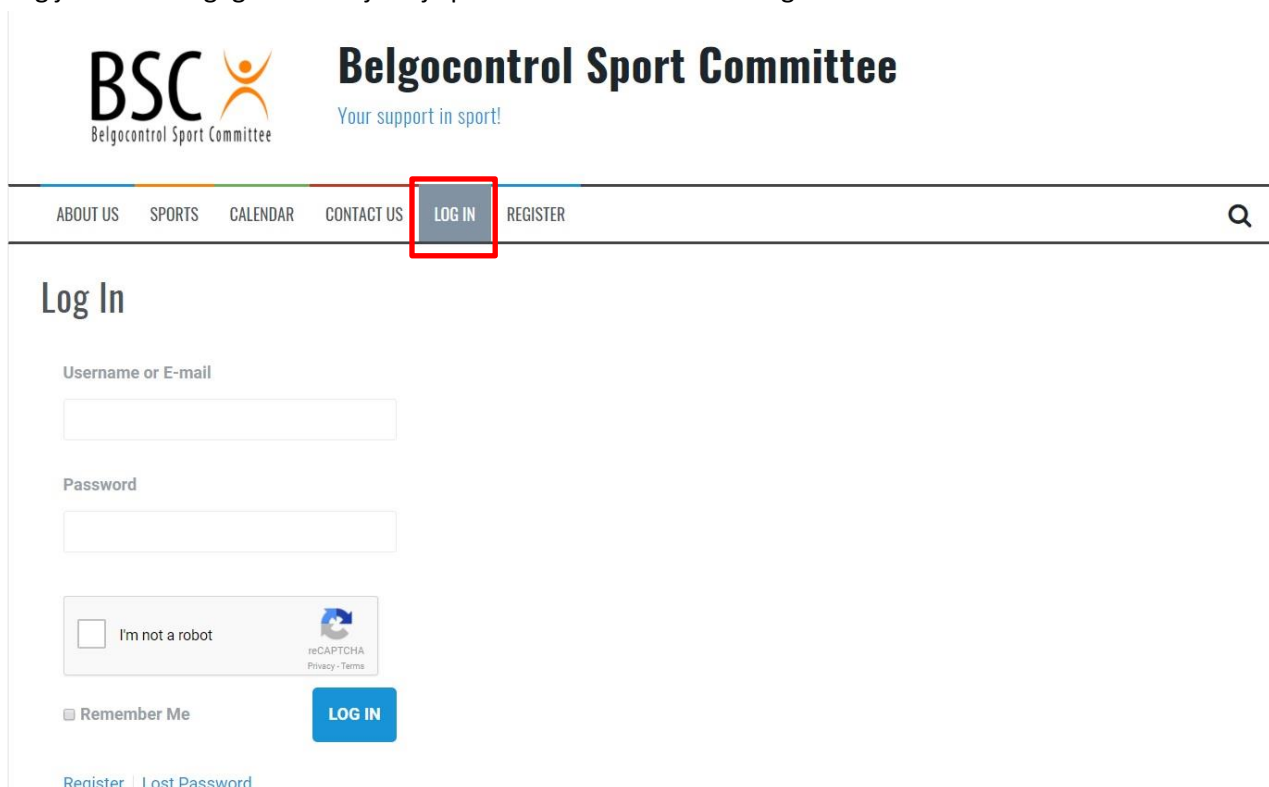 BSC
Belgocontrol Sport Committee
Belgocontrol Sport Committee
Your support in sport!
ABOUT US SPORTS CALENDAR CONTACT US LOG IN REGISTER
Log In
Username or E-mail
Password
I'm not a robot
reCAPTCHA
Privacy - Terms
Remember Me LOG IN
Register | Lost Password